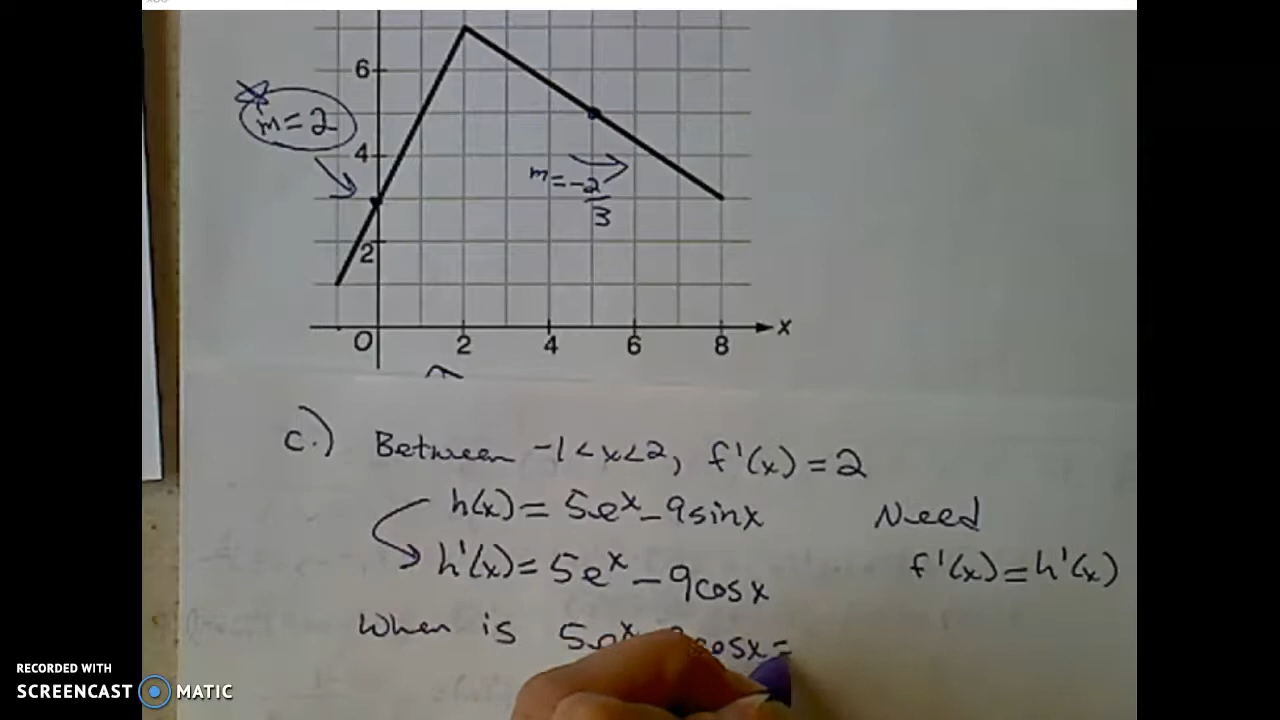 6
m=2
4
m=-2/3
2
x
O
2
4
6
8
c.) Between -1<x<2, f'(x)=2
h(x)=5e^x-9sinx
Need
h'(x)=5e^x-9cosx
f'(x)=h'(x)
When is cosx=
RECORDED WITH
SCREENCAST MATIC